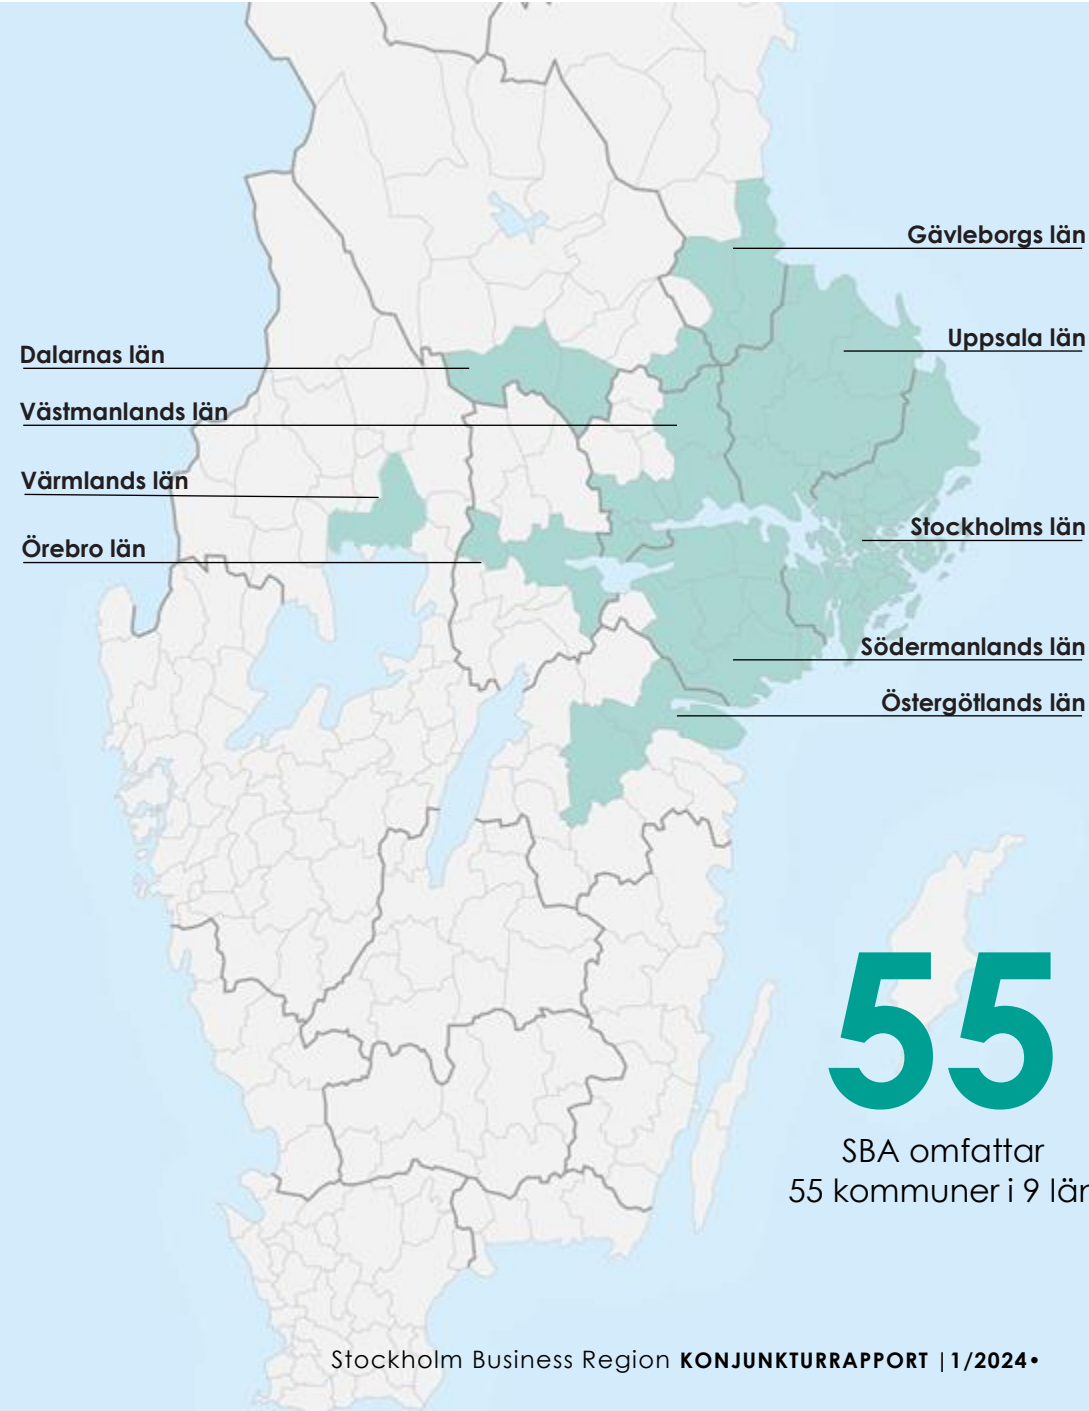 Gävleborgs län
Uppsala län
Dalarnas län
Västmanlands län
Värmlands län
Stockholms län
Örebro län
Södermanlands län
Östergötlands län
55
SBA omfattar
55 kommuner i 9 län
Stockholm Business Region KONJUNKTURRAPPORT |1/2024•